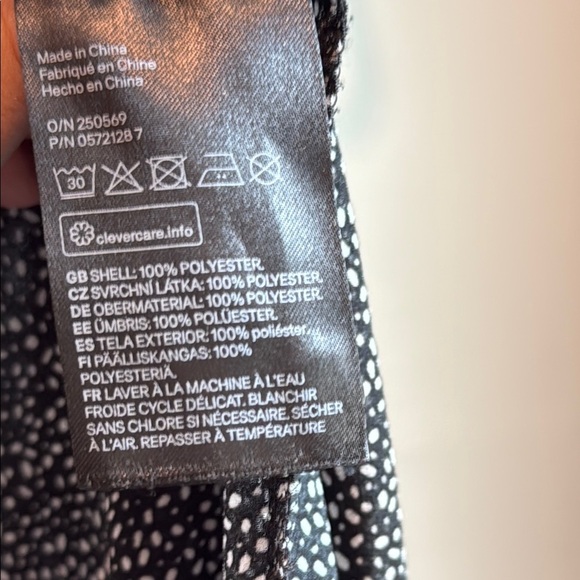 Made in China
Fabriqué en Chine
Hecho en China
O/N 250569
P/N 0572128 7
30
clevercare.info
GB SHELL: 100% POLYESTER.
CZ SVRCHNÍ LÁTKA: 100% POLYESTER.
DE OBERMATERIAL: 100% POLYESTER.
EE ÜMBRIS: 100% POLÜESTER.
ES TELA EXTERIOR: 100% poliéster...
FI PÄÄLLISKANGAS: 100%
POLYESTERIÄ.
FR LAVER À LA MACHINE À L'EAU
FROIDE CYCLE DÉLICAT. BLANCHIR
SANS CHLORE SI NÉCESSAIRE. SÉCHER
À L'AIR. REPASSER À TEMPÉRATURE